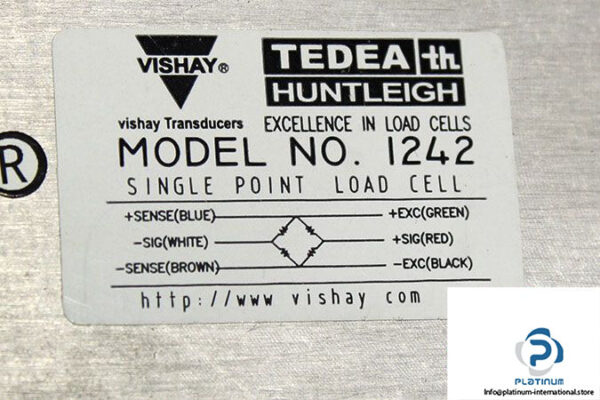 VISHAY®
TEDEA th
HUNTLEIGH
vishay Transducers EXCELLENCE IN LOAD CELLS
MODEL NO. 1242
SINGLE POINT LOAD CELL
+SENSE(BLUE) +EXC(GREEN)
-SIG(WHITE) +SIG(RED)
-SENSE(BROWN) -EXC(BLACK)
http://www vishay com
®
PLATINUM
Info@platinum-international.store